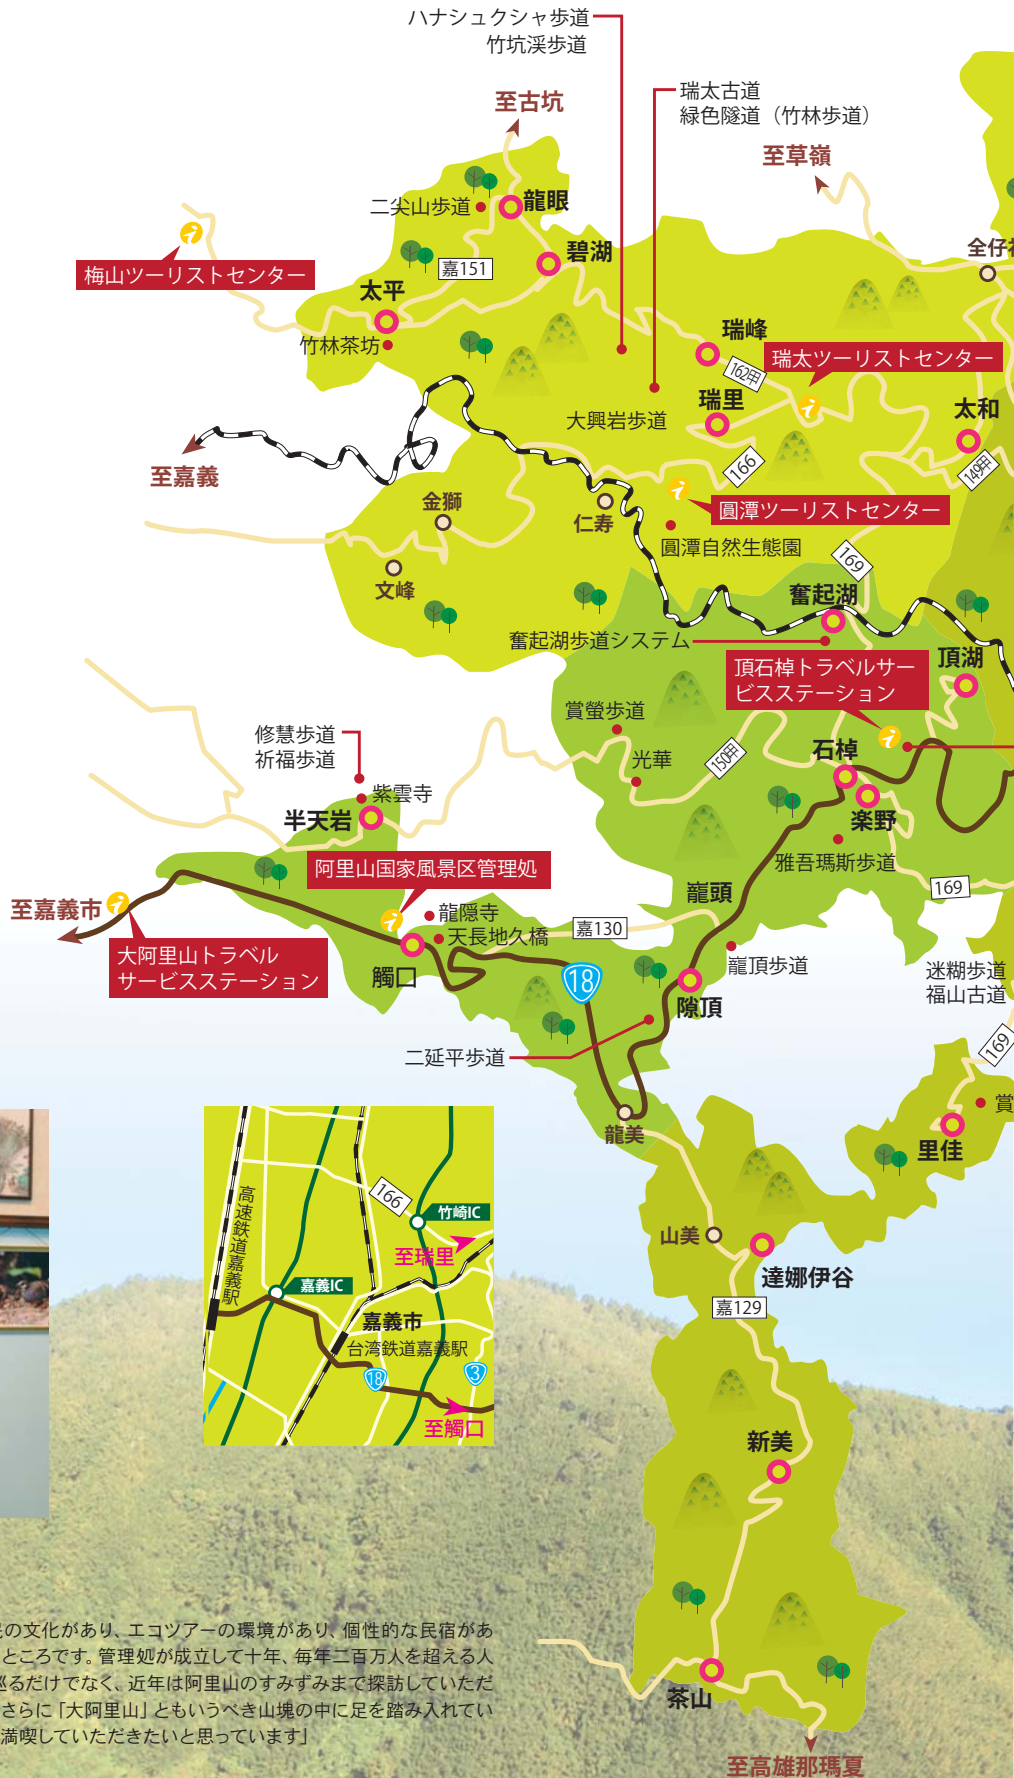 ハナシュクシャ歩道
竹坑渓歩道
瑞太古道
緑色隧道（竹林歩道）
至古坑
至草嶺
龍眼
二尖山歩道
碧湖
全仔社
嘉151
梅山ツーリストセンター
太平
竹林茶坊
瑞峰
瑞太ツーリストセンター
162甲
瑞里
太和
大興岩歩道
149甲
166
至嘉義
金獅
仁寿
圓潭ツーリストセンター
圓潭自然生態園
文峰
169
奮起湖
奮起湖歩道システム
頂湖
頂石棹トラベルサー
ビスステーション
賞螢歩道
修慧歩道
祈福歩道
光華
150甲
石棹
紫雲寺
半天岩
楽野
雅吾瑪斯歩道
阿里山国家風景区管理処
169
巃頭
至嘉義市
龍隠寺
嘉130
天長地久橋
大阿里山トラベル
サービスステーション
觸口
18
巃頂歩道
迷糊歩道
福山古道
隙頂
169
二延平歩道
賞
龍美
里佳
166
竹崎IC
高速鉄道嘉義駅
至瑞里
嘉義IC
嘉義市
台湾鉄道嘉義駅
18
3
至觸口
山美
達娜伊谷
嘉129
新美
茶山
至高雄那瑪夏
の文化があり、エコツアーの環境があり、個性的な民宿があ
ところです。管理処が成立して十年、毎年二百万人を超える人
巡るだけでなく、近年は阿里山のすみずみまで探訪していただ
さらに「大阿里山」ともいうべき山塊の中に足を踏み入れてい
満喫していただきたいと思っています」